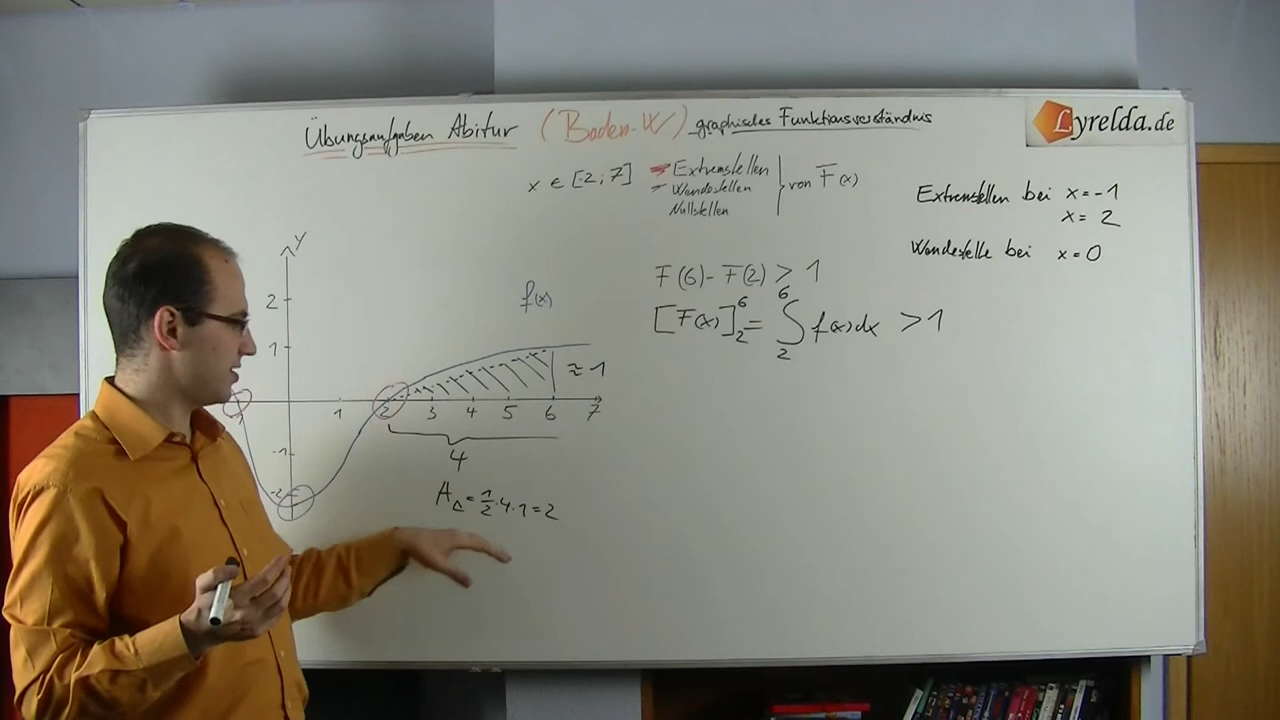 Übungsaufgaben Abitur (Baden-W) graphisches Funktionsverständnis
Lyrelda.de
x ∈ [-2; 7]
Extremstellen
Wendestellen
Nullstellen
von F(x)
Extremstellen bei x=-1
x= 2
Wendestelle bei x=0
F(6)-F(2) > 1
[F(x)]₂⁶ = ∫₂⁶ f(x)dx > 1
y
f(x)
2
1
≈ 1
1 2 3 4 5 6 7
-1
-2
4
A△ = 1/2 · 4 · 1 = 2